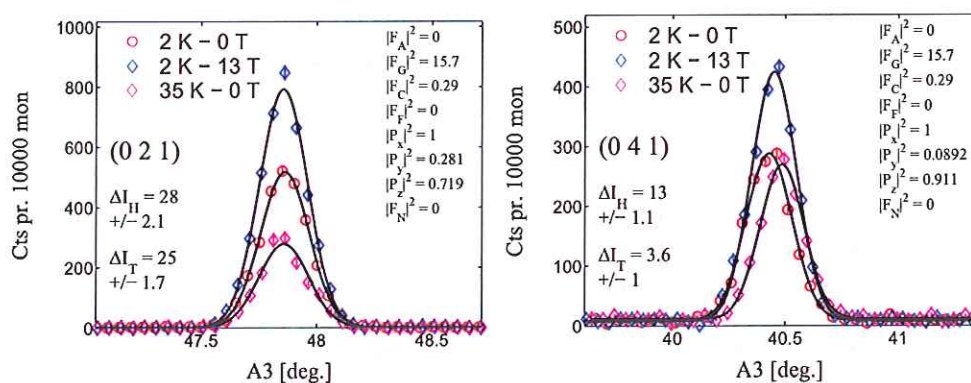 1000
800
600
400
200
0
Cts pr. 10000 mon
2 K – 0 T
2 K – 13 T
35 K – 0 T
(0 2 1)
ΔI_H = 28
+/− 2.1
ΔI_T = 25
+/− 1.7
|F_A|² = 0
|F_G|² = 15.7
|F_C|² = 0.29
|F_F|² = 0
|P_x|² = 1
|P_y|² = 0.281
|P_z|² = 0.719
|F_N|² = 0
47.5 48 48.5
A3 [deg.]
500
400
300
200
100
0
Cts pr. 10000 mon
2 K – 0 T
2 K – 13 T
35 K – 0 T
(0 4 1)
ΔI_H = 13
+/− 1.1
ΔI_T = 3.6
+/− 1
|F_A|² = 0
|F_G|² = 15.7
|F_C|² = 0.29
|F_F|² = 0
|P_x|² = 1
|P_y|² = 0.0892
|P_z|² = 0.911
|F_N|² = 0
40 40.5 41
A3 [deg.]